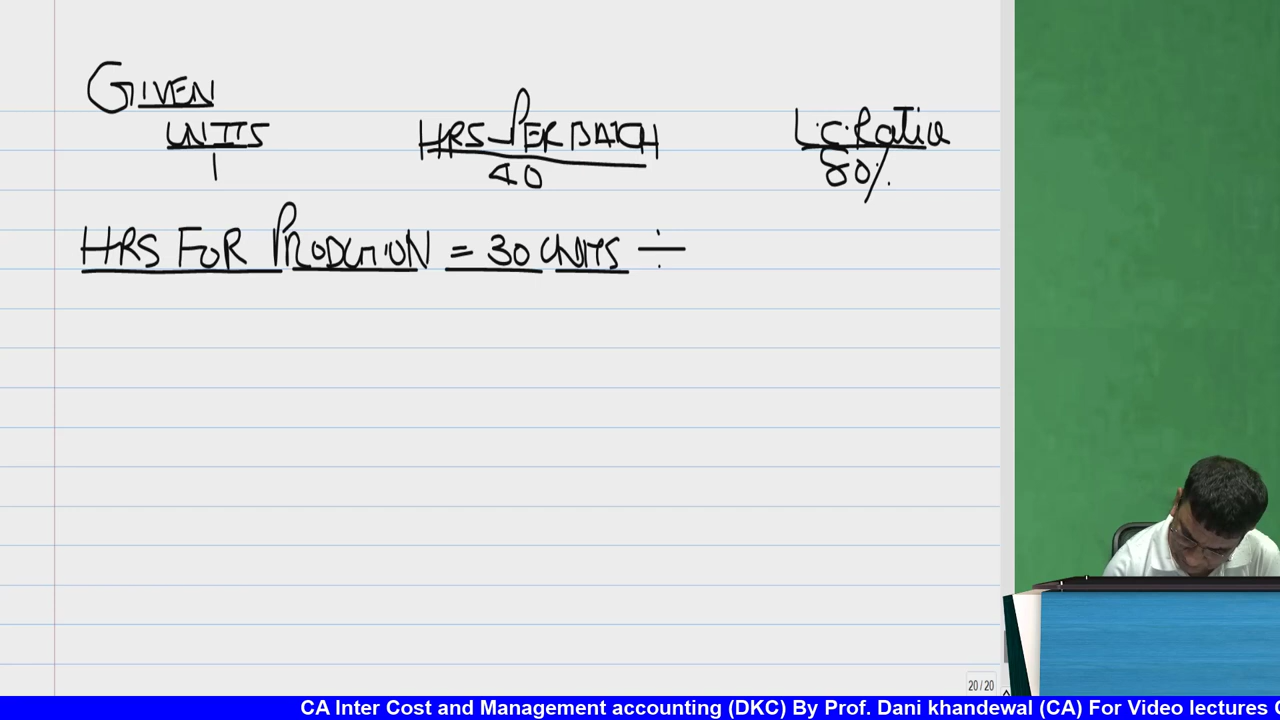 GIVEN
UNITS HRS PER BATCH L.C. Ratio
1 40 80%.
HRS FOR PRODCTION = 30 UNITS ÷
20 / 20
CA Inter Cost and Management accounting (DKC) By Prof. Dani khandewal (CA) For Video lectures